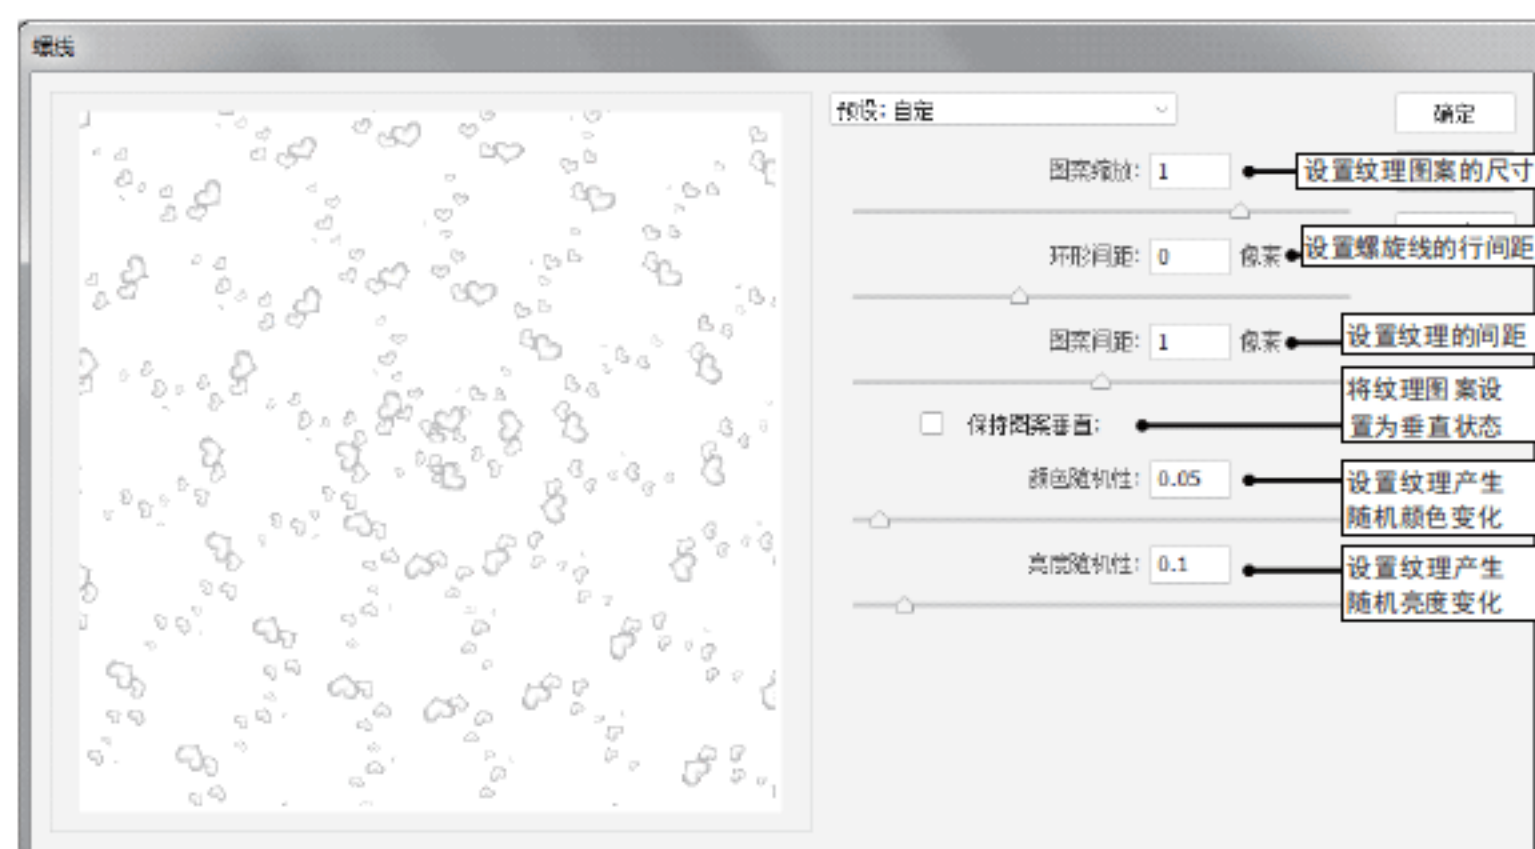 螺线
预设: 自定
确定
图案缩放: 1
设置纹理图案的尺寸
环形间距: 0 像素
设置螺旋线的行间距
图案间距: 1 像素
设置纹理的间距
保持图案垂直:
将纹理图案设
置为垂直状态
颜色随机性: 0.05
设置纹理产生
随机颜色变化
亮度随机性: 0.1
设置纹理产生
随机亮度变化